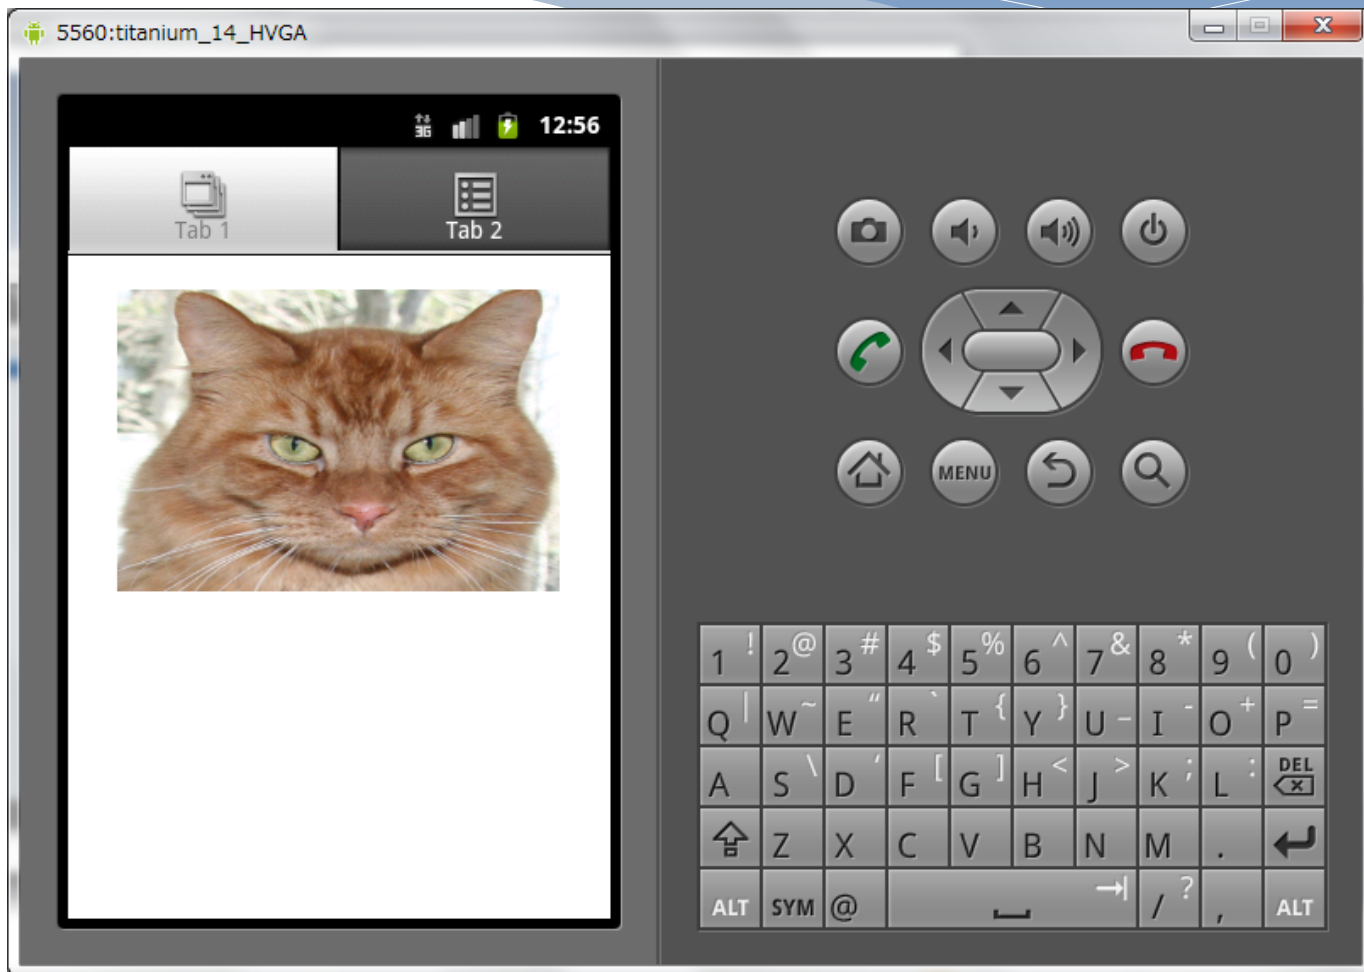 5560:titanium_14_HVGA
3G 12:56
Tab 1 Tab 2
MENU
1 ! 2 @ 3 # 4 $ 5 % 6 ^ 7 & 8 * 9 ( 0 )
Q | W ~ E " R ` T { Y } U _ I - O + P =
A S \ D ' F [ G ] H < J > K ; L : DEL
Z X C V B N M .
ALT SYM @ / ? , ALT